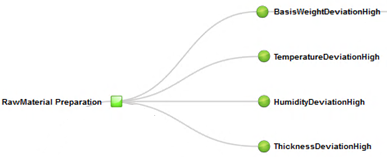 BasisWeightDeviationHigh
TemperatureDeviationHigh
RawMaterial Preparation
HumidityDeviationHigh
ThicknessDeviationHigh